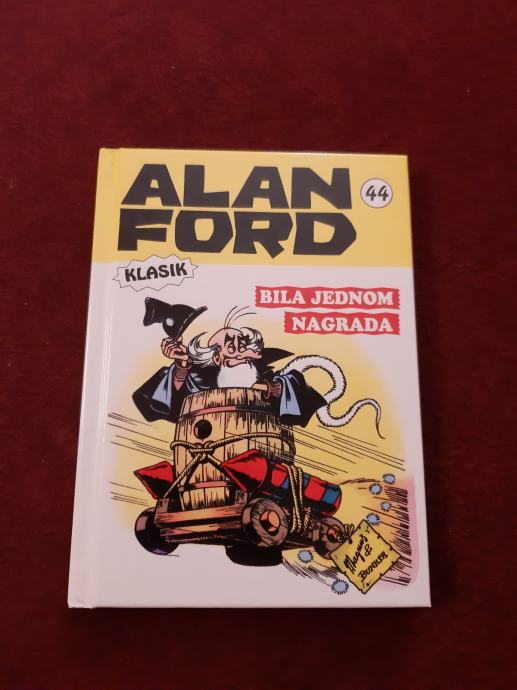 ALAN
FORD
44
KLASIK
BILA JEDNOM
NAGRADA
Magnus
&
BUNKER